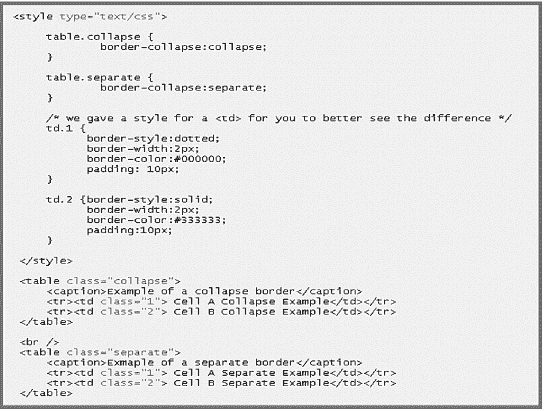 <style type="text/css">
table.collapse {
border-collapse:collapse;
}
table.separate {
border-collapse:separate;
}
/* we gave a style for a <td> for you to better see the difference */
td.1 {
border-style:dotted;
border-width:2px;
border-color:#000000;
padding: 10px;
}
td.2 {border-style:solid;
border-width:2px;
border-color:#333333;
padding:10px;
}
</style>
<table class="collapse">
<caption>Example of a collapse border</caption>
<tr><td class="1"> Cell A Collapse Example</td></tr>
<tr><td class="2"> Cell B Collapse Example</td></tr>
</table>
<br />
<table class="separate">
<caption>Exmaple of a separate border</caption>
<tr><td class="1"> Cell A Separate Example</td></tr>
<tr><td class="2"> Cell B Separate Example</td></tr>
</table>